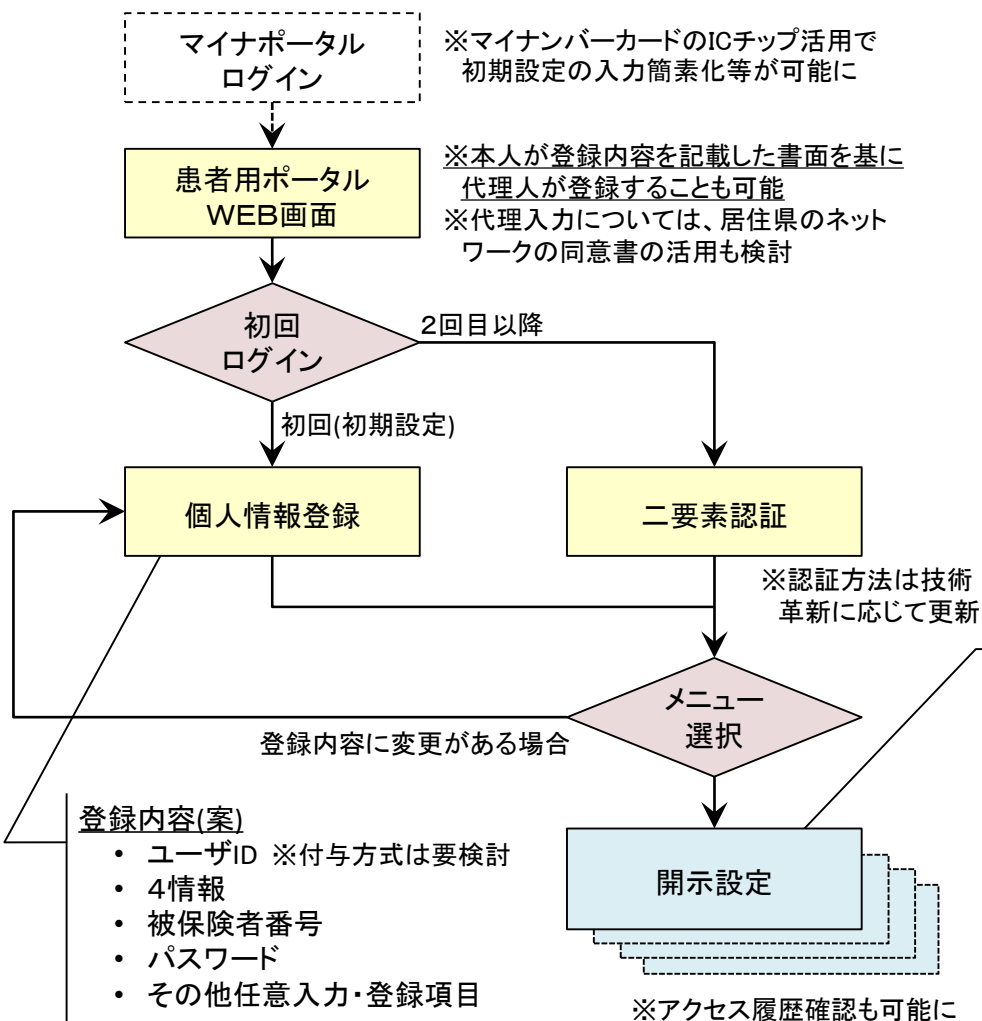 マイナポータル
ログイン
※マイナンバーカードのICチップ活用で
初期設定の入力簡素化等が可能に
患者用ポータル
WEB画面
※本人が登録内容を記載した書面を基に
代理人が登録することも可能
※代理入力については、居住県のネット
ワークの同意書の活用も検討
初回
ログイン
2回目以降
初回(初期設定)
個人情報登録
二要素認証
※認証方法は技術
革新に応じて更新
メニュー
選択
登録内容に変更がある場合
登録内容(案)
• ユーザID ※付与方式は要検討
• 4情報
• 被保険者番号
• パスワード
• その他任意入力・登録項目
開示設定
※アクセス履歴確認も可能に